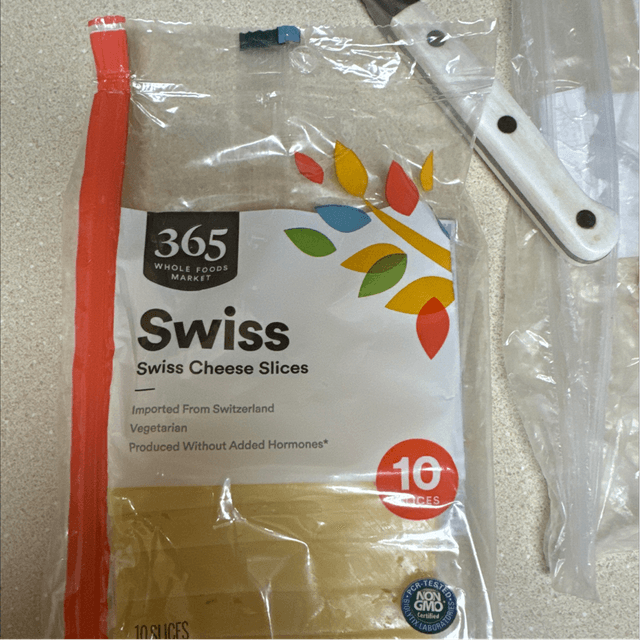 365
WHOLE FOODS
MARKET
Swiss
Swiss Cheese Slices
Imported From Switzerland
Vegetarian
Produced Without Added Hormones*
10
SLICES
PCR-TESTED
NON
GMO
Certified
10 SLICES